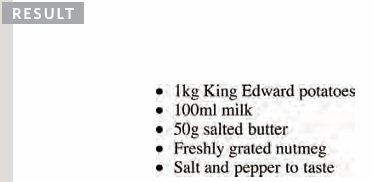 RESULT
• 1kg King Edward potatoes
• 100ml milk
• 50g salted butter
• Freshly grated nutmeg
• Salt and pepper to taste